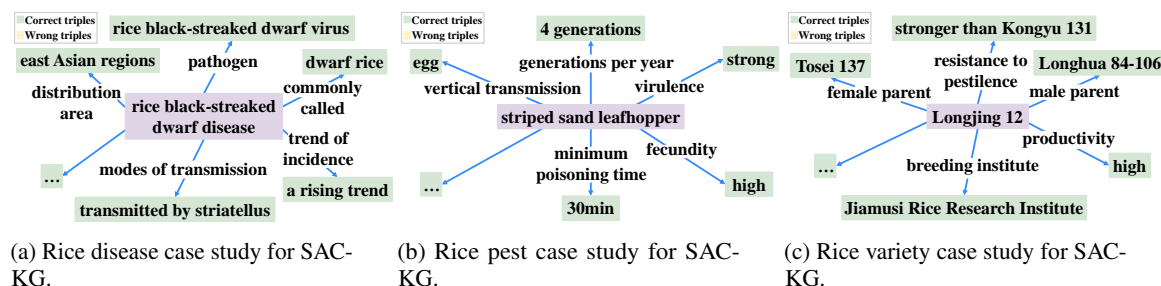 Correct triples
Wrong triples
rice black-streaked dwarf virus
east Asian regions
pathogen
dwarf rice
distribution
area
commonly
called
rice black-streaked
dwarf disease
trend of
incidence
...
modes of transmission
a rising trend
transmitted by striatellus
(a) Rice disease case study for SAC-
KG.
Correct triples
Wrong triples
4 generations
egg
generations per year
strong
vertical transmission
virulence
striped sand leafhopper
minimum
poisoning time
fecundity
...
high
30min
(b) Rice pest case study for SAC-
KG.
Correct triples
Wrong triples
stronger than Kongyu 131
Tosei 137
resistance to
pestilence
Longhua 84-106
female parent
male parent
Longjing 12
productivity
...
breeding institute
high
Jiamusi Rice Research Institute
(c) Rice variety case study for SAC-
KG.